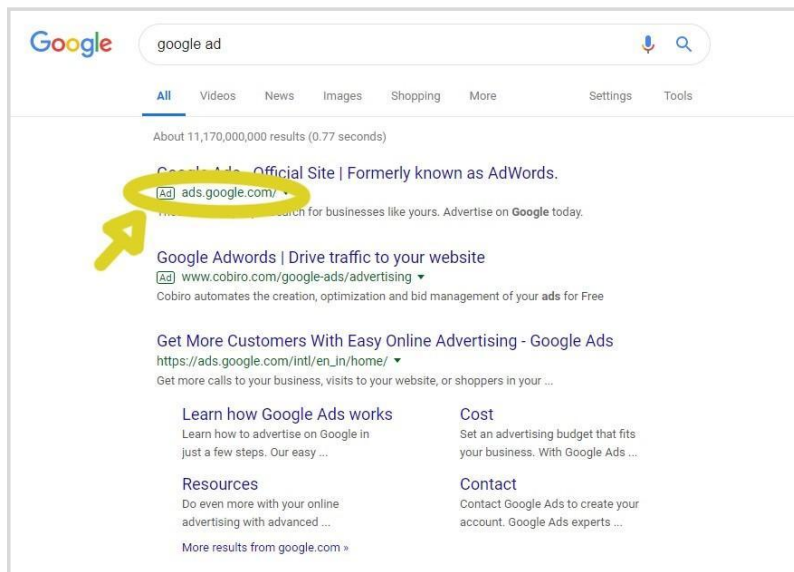 Google
google ad
All Videos News Images Shopping More Settings Tools
About 11,170,000,000 results (0.77 seconds)
Google Ads - Official Site | Formerly known as AdWords.
Ad ads.google.com/
for businesses like yours. Advertise on Google today.
Google Adwords | Drive traffic to your website
Ad www.cobiro.com/google-ads/advertising
Cobiro automates the creation, optimization and bid management of your ads for Free
Get More Customers With Easy Online Advertising - Google Ads
https://ads.google.com/intl/en_in/home/
Get more calls to your business, visits to your website, or shoppers in your ...
Learn how Google Ads works
Learn how to advertise on Google in
just a few steps. Our easy ...
Cost
Set an advertising budget that fits
your business. With Google Ads ...
Resources
Do even more with your online
advertising with advanced ...
Contact
Contact Google Ads to create your
account. Google Ads experts ...
More results from google.com »